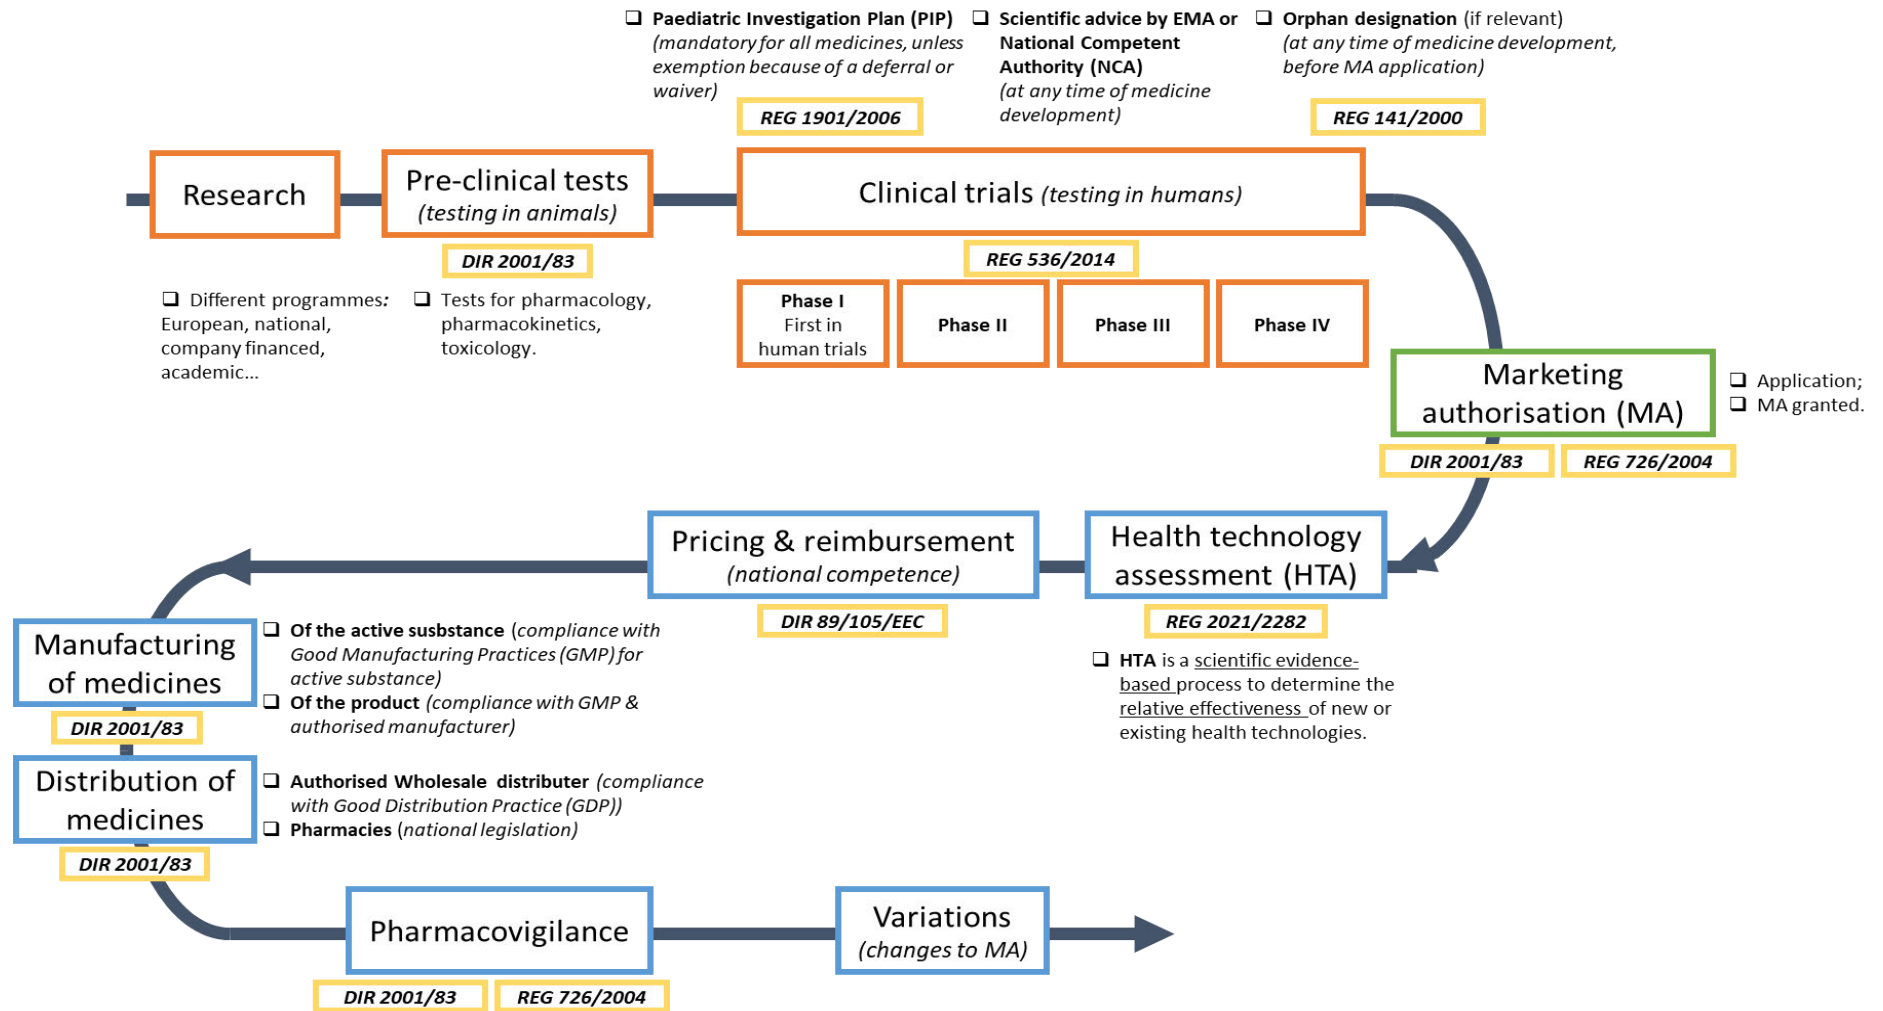 Paediatric Investigation Plan (PIP)
(mandatory for all medicines, unless
exemption because of a deferral or
waiver)
REG 1901/2006
Scientific advice by EMA or
National Competent
Authority (NCA)
(at any time of medicine
development)
Orphan designation (if relevant)
(at any time of medicine development,
before MA application)
REG 141/2000
Research
Different programmes:
European, national,
company financed,
academic...
Pre-clinical tests
(testing in animals)
DIR 2001/83
Tests for pharmacology,
pharmacokinetics,
toxicology.
Clinical trials (testing in humans)
REG 536/2014
Phase I
First in
human trials
Phase II
Phase III
Phase IV
Marketing
authorisation (MA)
Application;
MA granted.
DIR 2001/83
REG 726/2004
Health technology
assessment (HTA)
REG 2021/2282
HTA is a scientific evidence-
based process to determine the
relative effectiveness of new or
existing health technologies.
Pricing & reimbursement
(national competence)
DIR 89/105/EEC
Manufacturing
of medicines
DIR 2001/83
Of the active susbstance (compliance with
Good Manufacturing Practices (GMP) for
active substance)
Of the product (compliance with GMP &
authorised manufacturer)
Distribution of
medicines
DIR 2001/83
Authorised Wholesale distributer (compliance
with Good Distribution Practice (GDP))
Pharmacies (national legislation)
Pharmacovigilance
DIR 2001/83
REG 726/2004
Variations
(changes to MA)